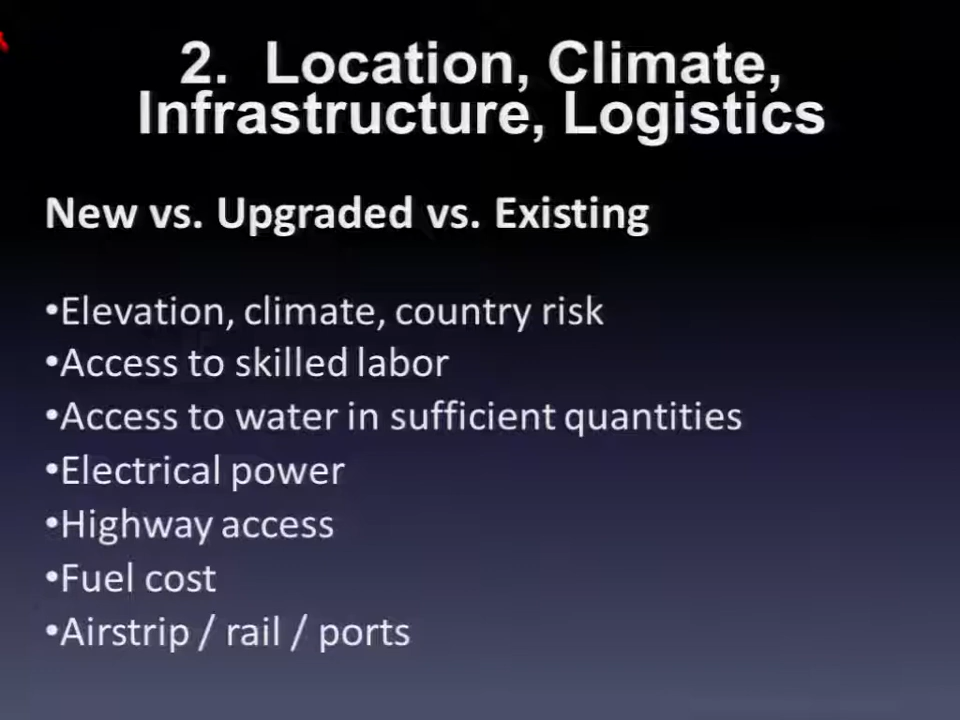 2. Location, Climate,
Infrastructure, Logistics
New vs. Upgraded vs. Existing
•Elevation, climate, country risk
•Access to skilled labor
•Access to water in sufficient quantities
•Electrical power
•Highway access
•Fuel cost
•Airstrip / rail / ports